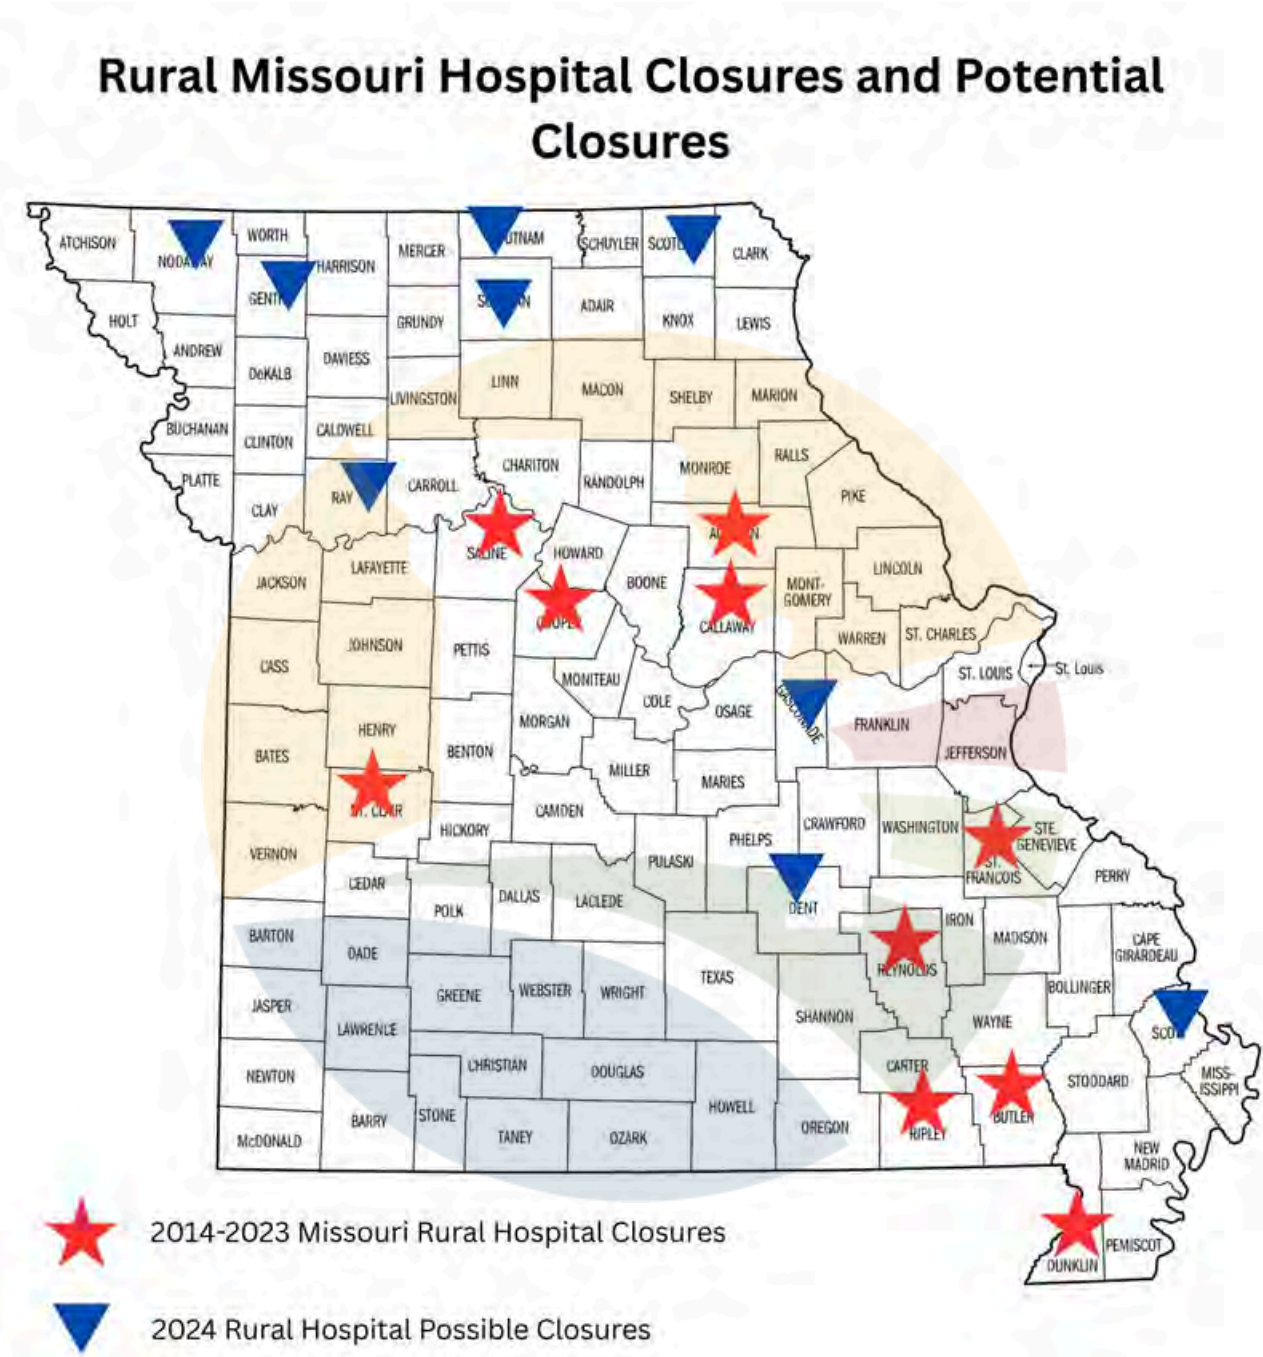 Rural Missouri Hospital Closures and Potential
Closures
ATCHISON
WORTH
HARRISON
MERCER
SCHUYLER
CLARK
HOLT
GRUNDY
ADAIR
KNOX
LEWIS
ANDREW
DeKALB
DAVIESS
LIVINGSTON
LINN
MACON
SHELBY
MARION
BUCHANAN
CLINTON
CALDWELL
CHARITON
RANDOLPH
MONROE
RALLS
PIKE
PLATTE
CLAY
RAY
CARROLL
SALINE
HOWARD
BOONE
CALLAWAY
MONT-
GOMERY
LINCOLN
JACKSON
LAFAYETTE
WARREN
ST. CHARLES
CASS
JOHNSON
PETTIS
MONITEAU
COLE
OSAGE
GASCONADE
FRANKLIN
ST. LOUIS
St. Louis
JEFFERSON
BATES
HENRY
BENTON
MORGAN
MILLER
MARIES
VERNON
HICKORY
CAMDEN
PULASKI
PHELPS
CRAWFORD
WASHINGTON
STE.
GENEVIEVE
ST.
FRANCOIS
PERRY
CEDAR
POLK
DALLAS
LACLEDE
DENT
IRON
MADISON
CAPE
GIRARDEAU
BOLLINGER
BARTON
DADE
REYNOLDS
JASPER
GREENE
WEBSTER
WRIGHT
TEXAS
SHANNON
WAYNE
LAWRENCE
CHRISTIAN
DOUGLAS
CARTER
STODDARD
MISS-
ISSIPPI
NEWTON
BARRY
STONE
HOWELL
OREGON
RIPLEY
BUTLER
McDONALD
TANEY
OZARK
NEW
MADRID
PEMISCOT
DUNKLIN
2014-2023 Missouri Rural Hospital Closures
2024 Rural Hospital Possible Closures